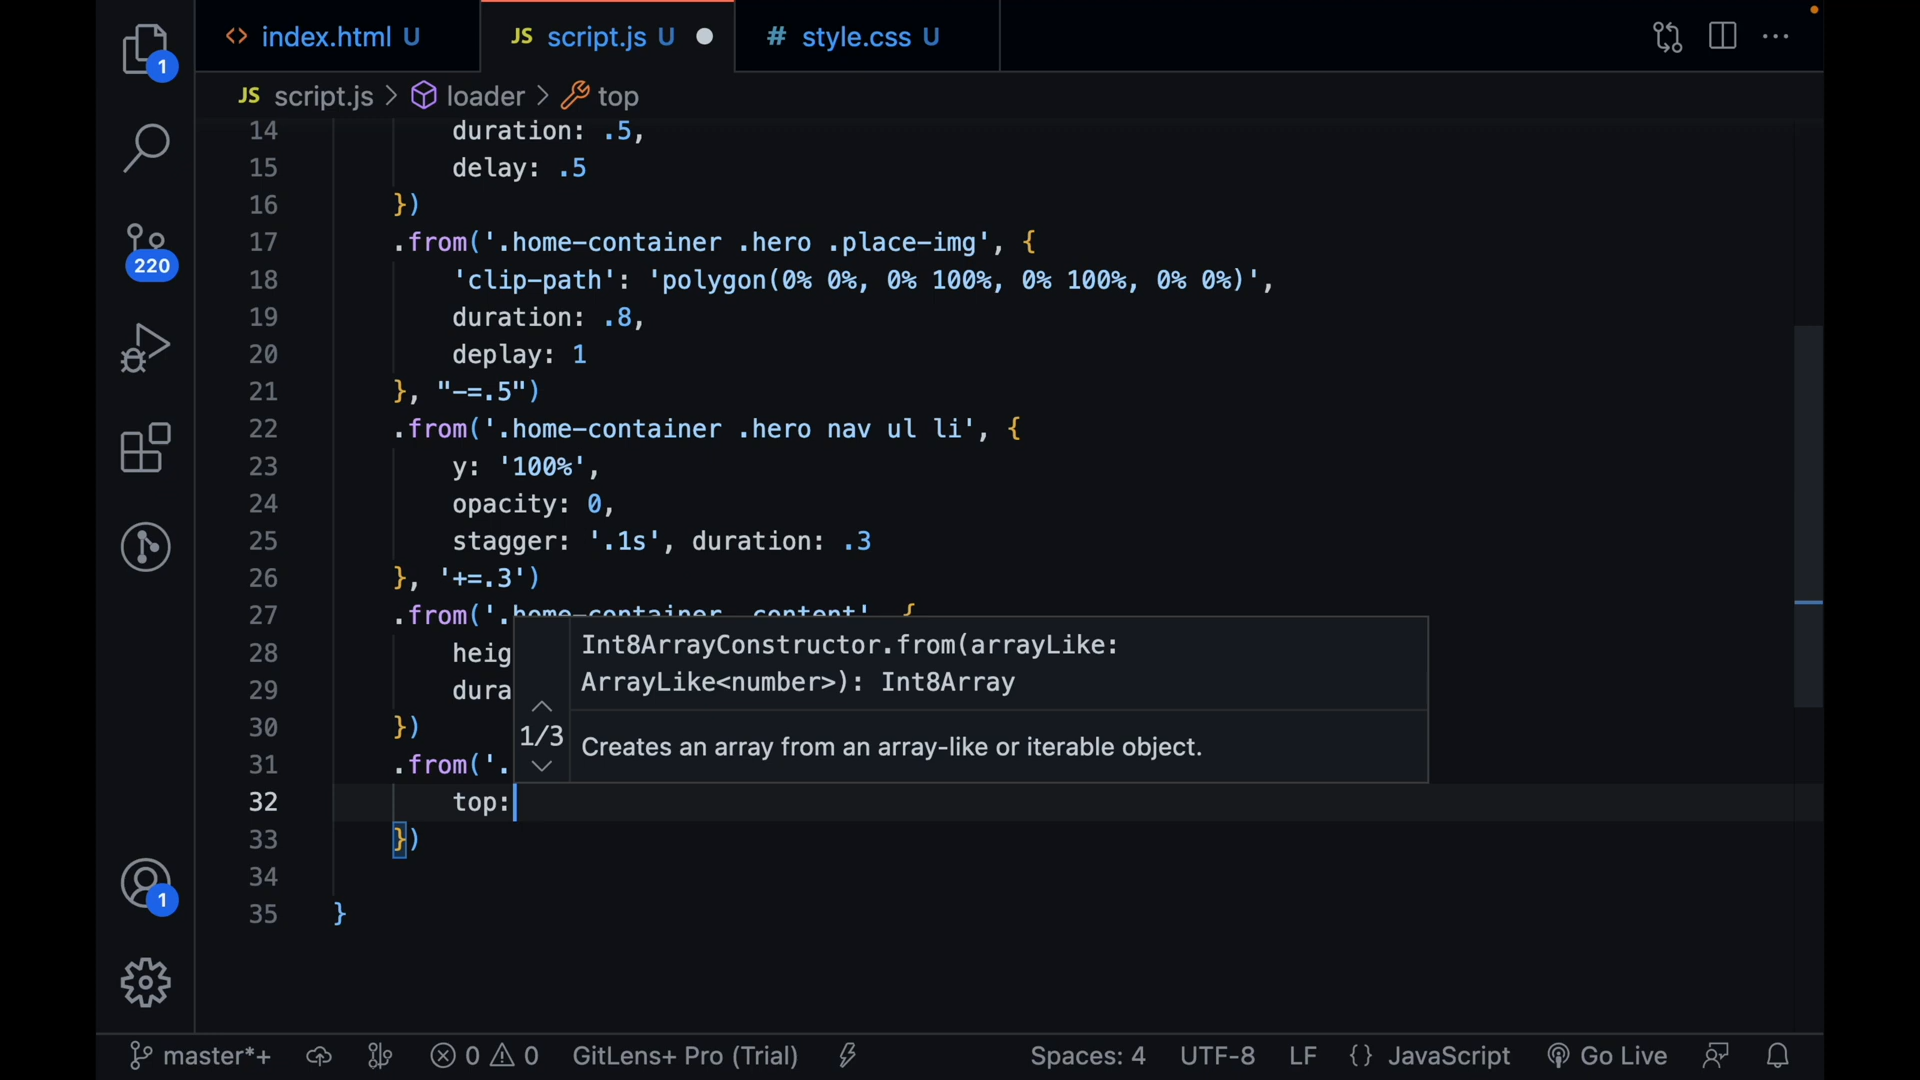 index.html U
JS script.js U
# style.css U
1
JS script.js > loader > top
14 duration: .5,
15 delay: .5
16 })
17 .from('.home-container .hero .place-img', {
18 'clip-path': 'polygon(0% 0%, 0% 100%, 0% 100%, 0% 0%)',
19 duration: .8,
20 deplay: 1
21 }, "-=.5")
22 .from('.home-container .hero nav ul li', {
23 y: '100%',
24 opacity: 0,
25 stagger: '.1s', duration: .3
26 }, '+=.3')
27 .from('.home-container .content', {
28 heig
29 dura
30 })
31 .from('.
32 top:
33 })
34
35 }
Int8ArrayConstructor.from(arrayLike:
ArrayLike<number>): Int8Array
1/3
Creates an array from an array-like or iterable object.
220
1
master*+
0 0
GitLens+ Pro (Trial)
Spaces: 4
UTF-8
LF
{} JavaScript
Go Live